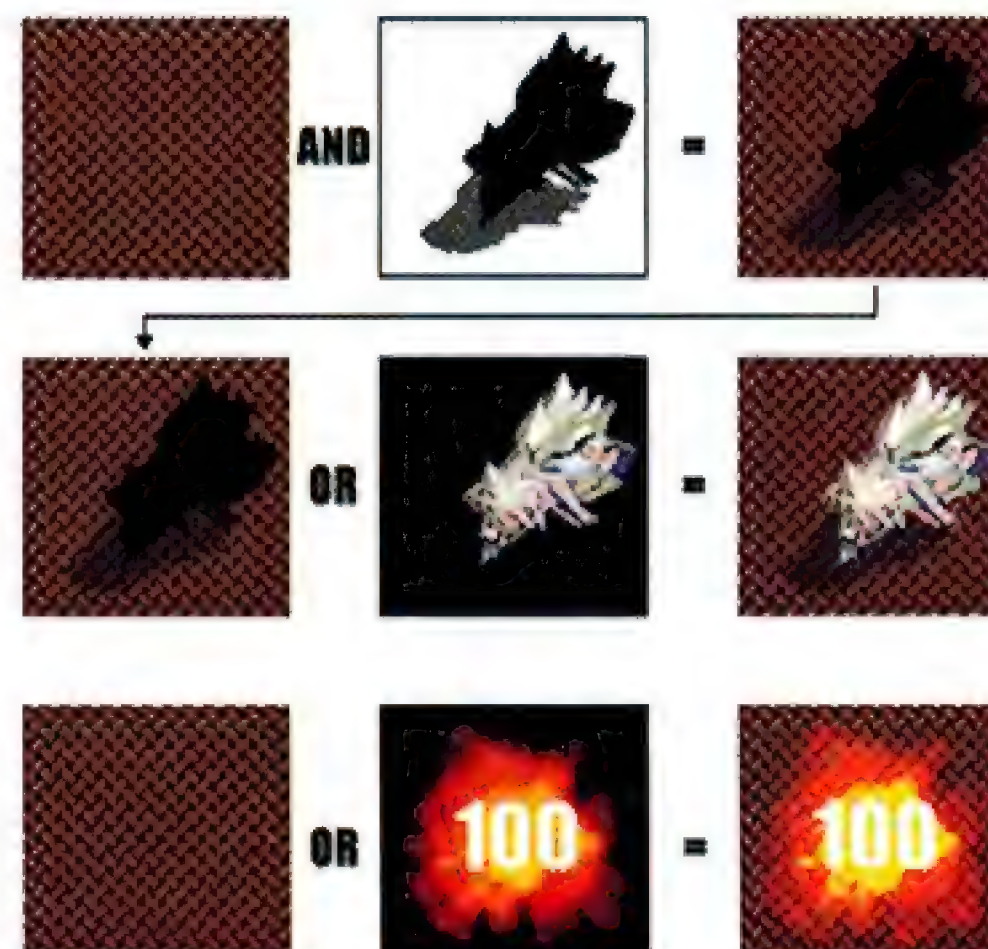 AND =
OR =
OR 100 = 100